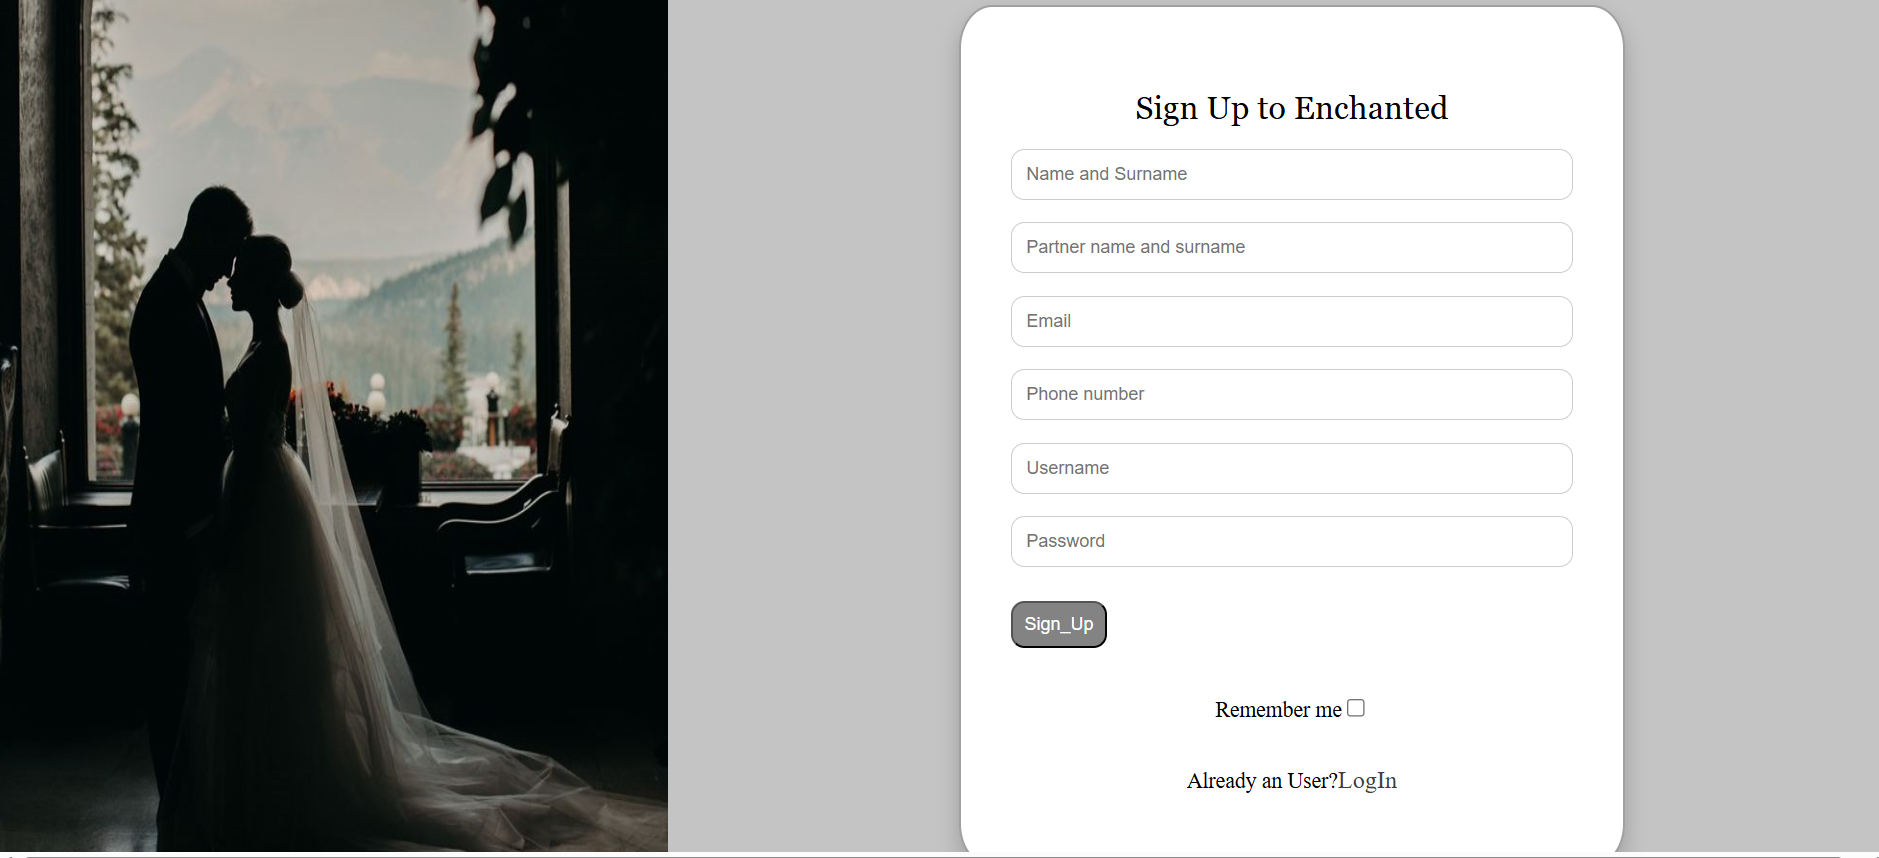 Sign Up to Enchanted
Name and Surname
Partner name and surname
Email
Phone number
Username
Password
Sign_Up
Remember me
Already an User?LogIn